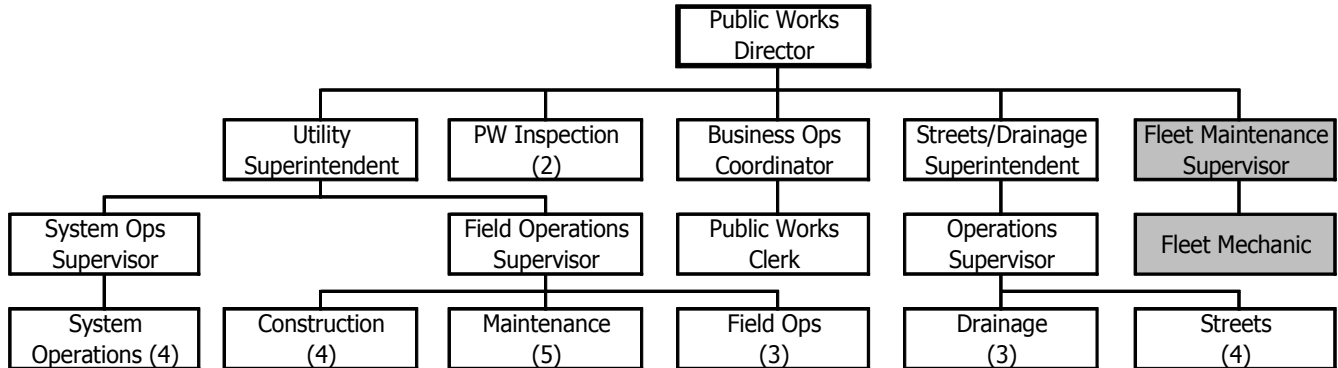 Public Works
Director
Utility
Superintendent
PW Inspection
(2)
Business Ops
Coordinator
Streets/Drainage
Superintendent
Fleet Maintenance
Supervisor
System Ops
Supervisor
Field Operations
Supervisor
Public Works
Clerk
Operations
Supervisor
Fleet Mechanic
System
Operations (4)
Construction
(4)
Maintenance
(5)
Field Ops
(3)
Drainage
(3)
Streets
(4)